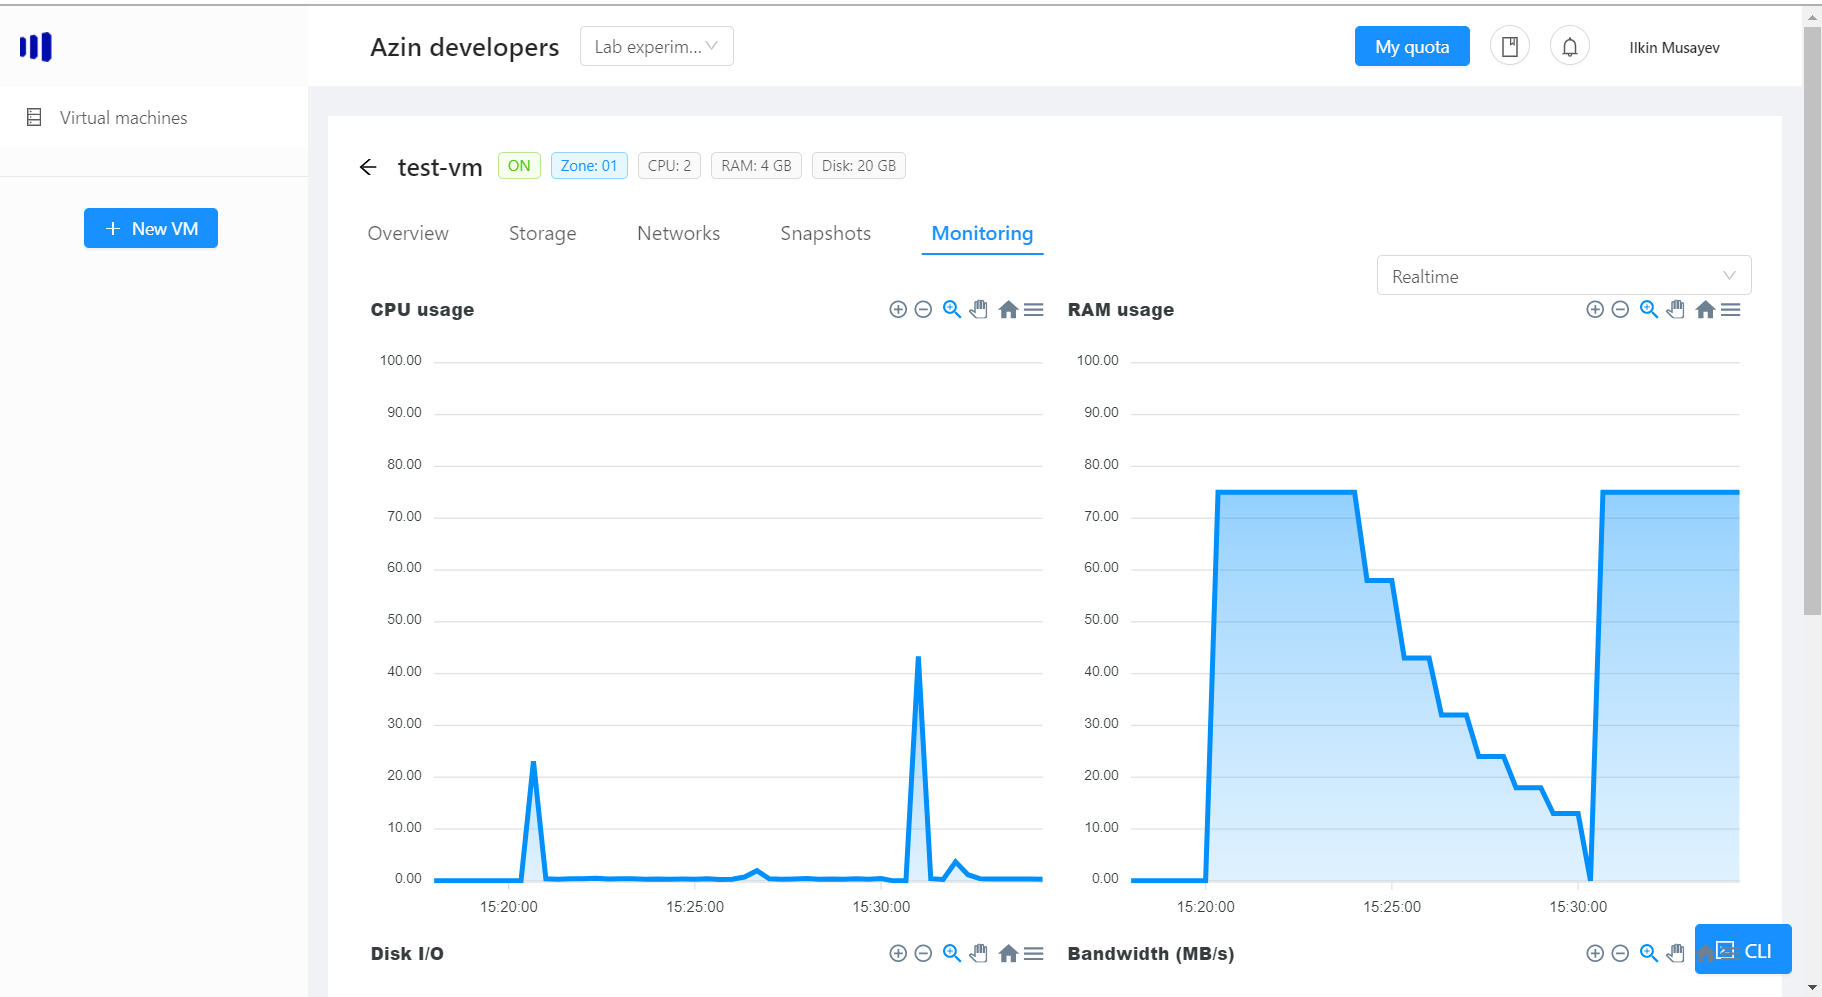 Azin developers
Lab experim...
My quota
Ilkin Musayev
Virtual machines
+ New VM
test-vm
ON
Zone: 01
CPU: 2
RAM: 4 GB
Disk: 20 GB
Overview
Storage
Networks
Snapshots
Monitoring
Realtime
CPU usage
100.00
90.00
80.00
70.00
60.00
50.00
40.00
30.00
20.00
10.00
0.00
15:20:00
15:25:00
15:30:00
RAM usage
100.00
90.00
80.00
70.00
60.00
50.00
40.00
30.00
20.00
10.00
0.00
15:20:00
15:25:00
15:30:00
Disk I/O
Bandwidth (MB/s)
CLI